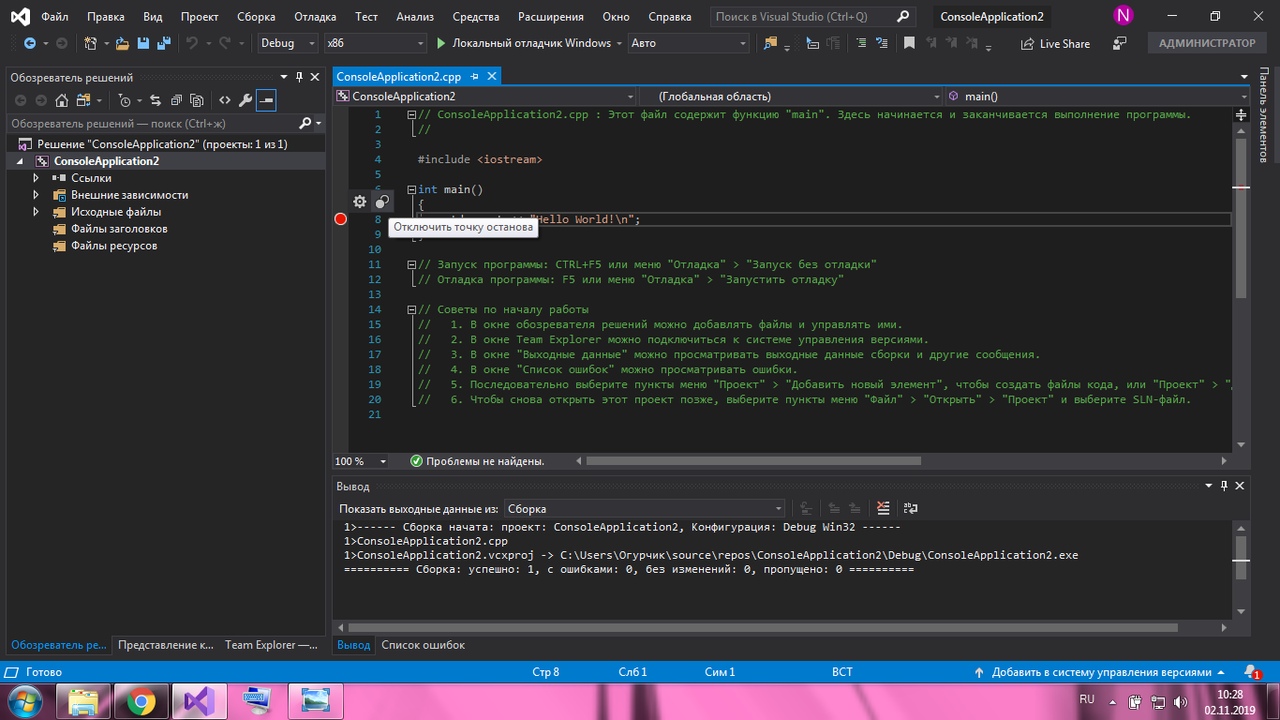 Файл Правка Вид Проект Сборка Отладка Тест Анализ Средства Расширения Окно Справка Поиск в Visual Studio (Ctrl+Q) ConsoleApplication2 N
Debug x86 Локальный отладчик Windows Авто Live Share АДМИНИСТРАТОР
Обозреватель решений
Обозреватель решений — поиск (Ctrl+ж)
Решение "ConsoleApplication2" (проекты: 1 из 1)
ConsoleApplication2
Ссылки
Внешние зависимости
Исходные файлы
Файлы заголовков
Файлы ресурсов
Обозреватель ре... Представление к... Team Explorer —...
ConsoleApplication2.cpp
ConsoleApplication2 (Глобальная область) main()
1 // ConsoleApplication2.cpp : Этот файл содержит функцию "main". Здесь начинается и заканчивается выполнение программы.
2 //
3
4 #include <iostream>
5
6 int main()
7 {
8 "Hello World!\n";
Отключить точку останова
9 }
10
11 // Запуск программы: CTRL+F5 или меню "Отладка" > "Запуск без отладки"
12 // Отладка программы: F5 или меню "Отладка" > "Запустить отладку"
13
14 // Советы по началу работы
15 // 1. В окне обозревателя решений можно добавлять файлы и управлять ими.
16 // 2. В окне Team Explorer можно подключиться к системе управления версиями.
17 // 3. В окне "Выходные данные" можно просматривать выходные данные сборки и другие сообщения.
18 // 4. В окне "Список ошибок" можно просматривать ошибки.
19 // 5. Последовательно выберите пункты меню "Проект" > "Добавить новый элемент", чтобы создать файлы кода, или "Проект" > "
20 // 6. Чтобы снова открыть этот проект позже, выберите пункты меню "Файл" > "Открыть" > "Проект" и выберите SLN-файл.
21
100 % Проблемы не найдены.
Панель элементов
Вывод
Показать выходные данные из: Сборка
1>------ Сборка начата: проект: ConsoleApplication2, Конфигурация: Debug Win32 ------
1>ConsoleApplication2.cpp
1>ConsoleApplication2.vcxproj -> C:\Users\Огурчик\source\repos\ConsoleApplication2\Debug\ConsoleApplication2.exe
========== Сборка: успешно: 1, с ошибками: 0, без изменений: 0, пропущено: 0 ==========
Вывод Список ошибок
Готово Стр 8 Слб 1 Сим 1 ВСТ Добавить в систему управления версиями 1
RU 10:28
02.11.2019